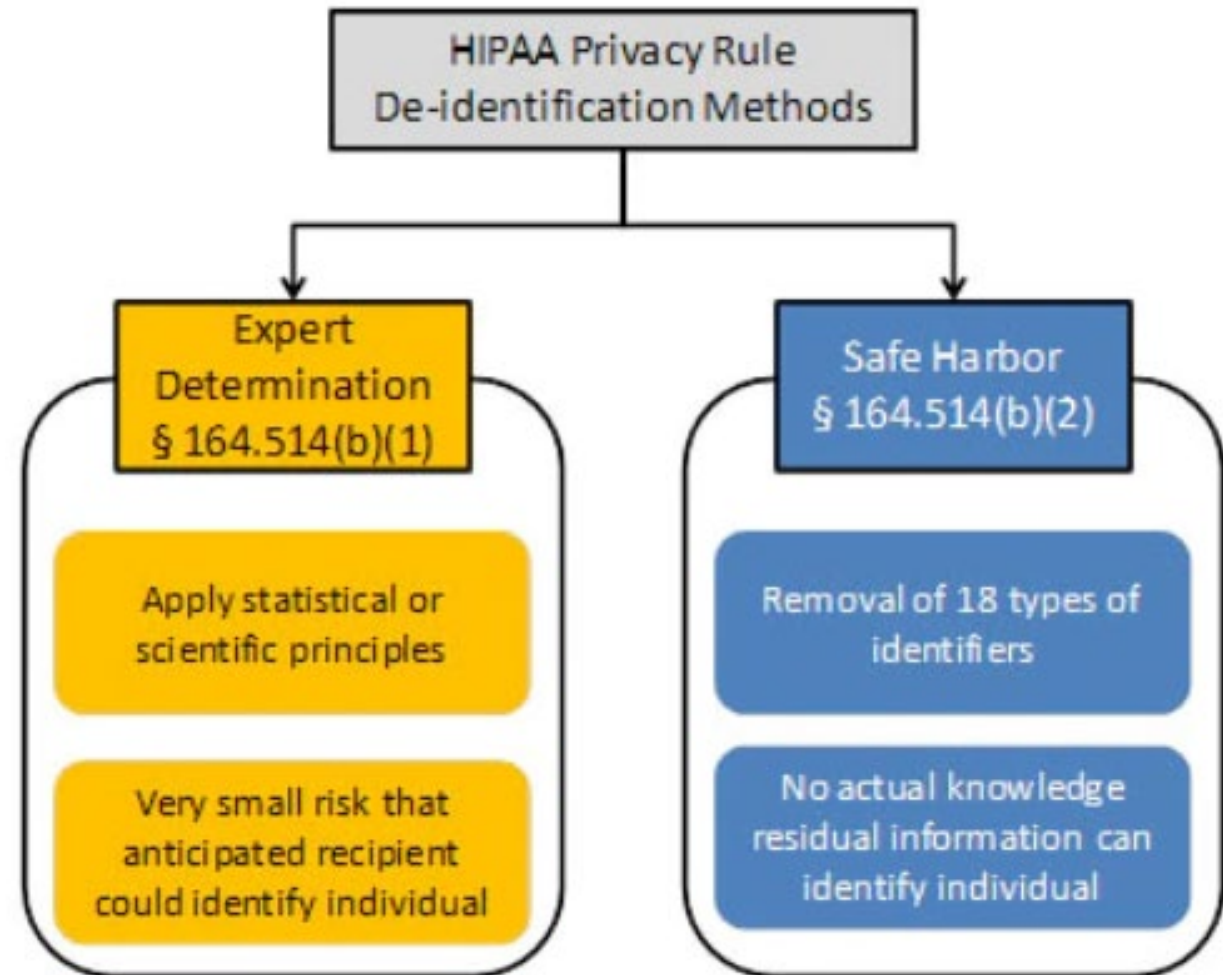 HIPAA Privacy Rule
De-identification Methods
Expert
Determination
§ 164.514(b)(1)
Apply statistical or
scientific principles
Very small risk that
anticipated recipient
could identify individual
Safe Harbor
§ 164.514(b)(2)
Removal of 18 types of
identifiers
No actual knowledge
residual information can
identify individual